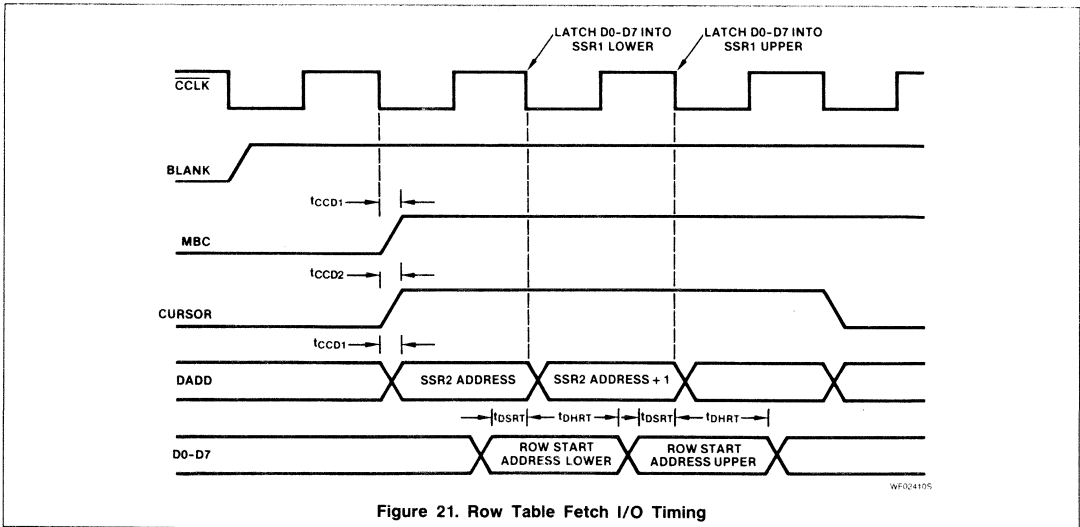 LATCH D0-D7 INTO
SSR1 LOWER
LATCH D0-D7 INTO
SSR1 UPPER
CCLK
BLANK
tCCD1
MBC
tCCD2
CURSOR
tCCD1
DADD
SSR2 ADDRESS
SSR2 ADDRESS + 1
tDSRT
tDHRT
tDSRT
tDHRT
D0-D7
ROW START
ADDRESS LOWER
ROW START
ADDRESS UPPER
WF02410S
Figure 21. Row Table Fetch I/O Timing